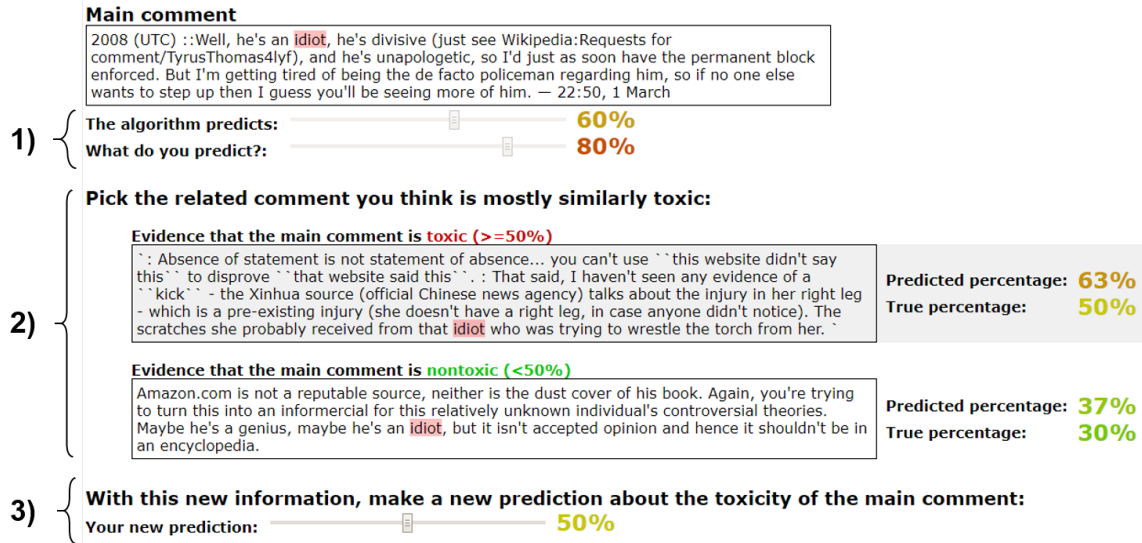 Main comment
2008 (UTC) ::Well, he's an idiot, he's divisive (just see Wikipedia:Requests for
comment/TyrusThomas4lyf), and he's unapologetic, so I'd just as soon have the permanent block
enforced. But I'm getting tired of being the de facto policeman regarding him, so if no one else
wants to step up then I guess you'll be seeing more of him. — 22:50, 1 March
1)
The algorithm predicts: 60%
What do you predict?: 80%
2)
Pick the related comment you think is mostly similarly toxic:
Evidence that the main comment is toxic (>=50%)
`: Absence of statement is not statement of absence... you can't use ``this website didn't say
this`` to disprove ``that website said this``. : That said, I haven't seen any evidence of a
``kick`` - the Xinhua source (official Chinese news agency) talks about the injury in her right leg
- which is a pre-existing injury (she doesn't have a right leg, in case anyone didn't notice). The
scratches she probably received from that idiot who was trying to wrestle the torch from her. `
Predicted percentage: 63%
True percentage: 50%
Evidence that the main comment is nontoxic (<50%)
Amazon.com is not a reputable source, neither is the dust cover of his book. Again, you're trying
to turn this into an informercial for this relatively unknown individual's controversial theories.
Maybe he's a genius, maybe he's an idiot, but it isn't accepted opinion and hence it shouldn't be in
an encyclopedia.
Predicted percentage: 37%
True percentage: 30%
3)
With this new information, make a new prediction about the toxicity of the main comment:
Your new prediction: 50%